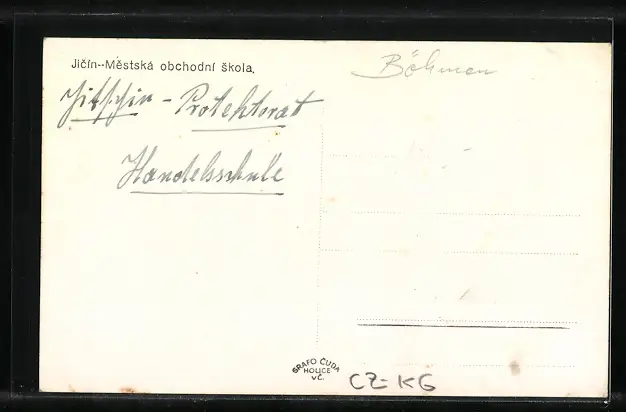 Jičín--Městská obchodní škola.
Böhmen
Jitschin - Protektorat
Handelsschule
GRAFO ČUDA
HOLICE
v Č.
CZ-KG